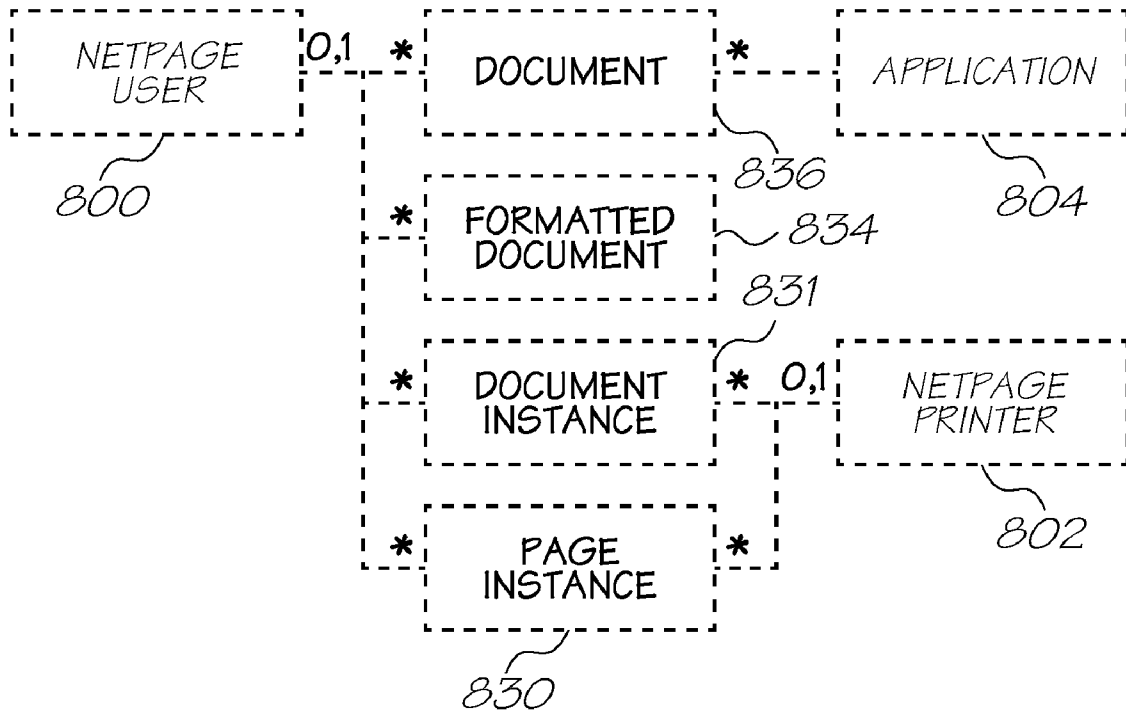 NETPAGE
USER
0,1
*
DOCUMENT
*
APPLICATION
800
836
804
*
FORMATTED
DOCUMENT
834
831
*
DOCUMENT
INSTANCE
*
0,1
NETPAGE
PRINTER
802
*
PAGE
INSTANCE
*
830